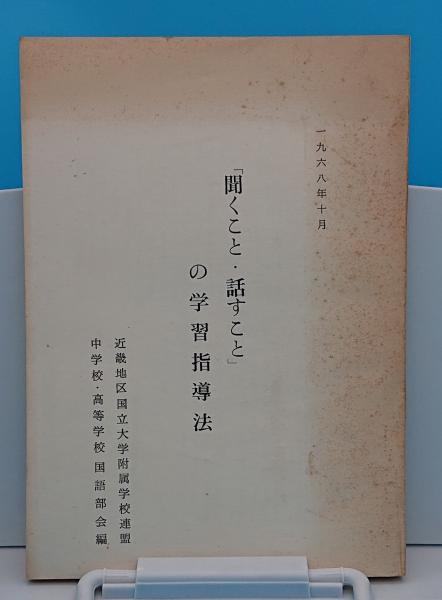 一九六八年十月
「聞くこと・話すこと」
の学習指導法
近畿地区国立大学附属学校連盟
中学校・高等学校国語部会編